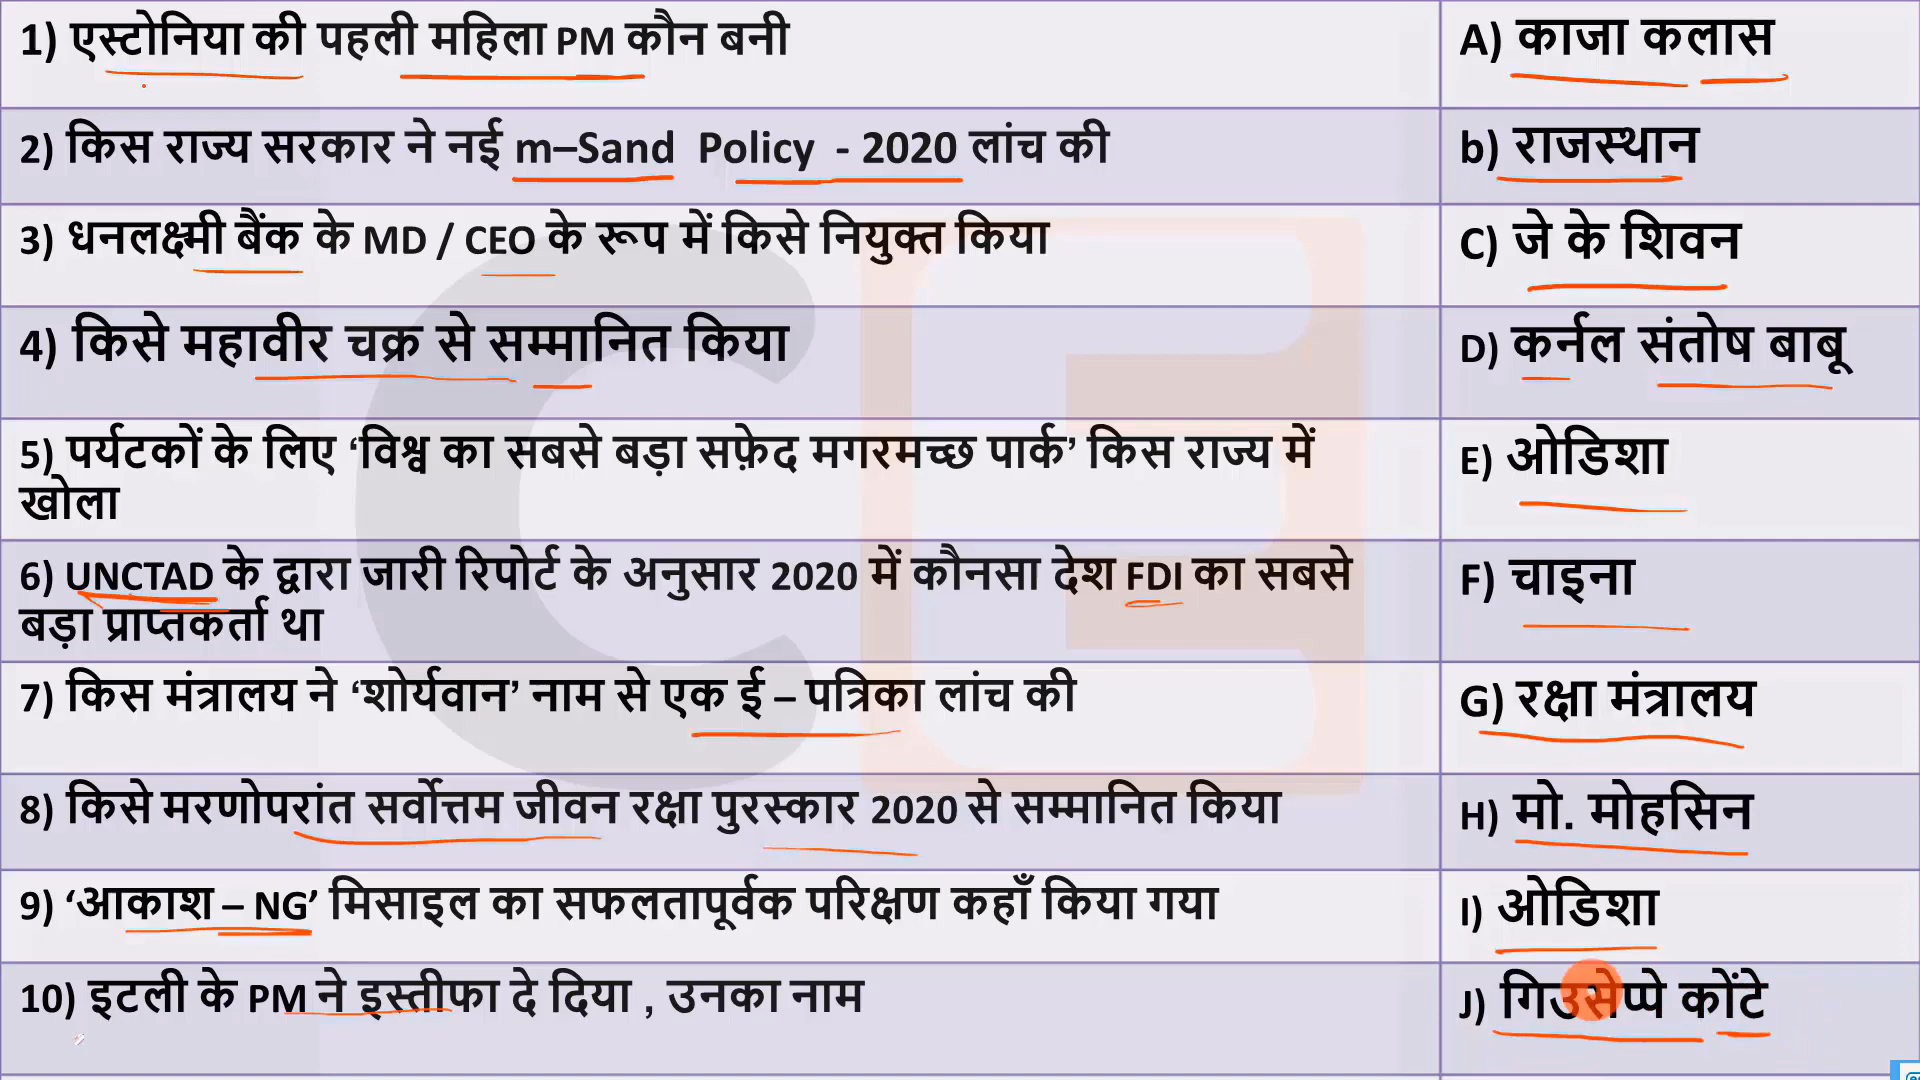 1) एस्टोनिया की पहली महिला PM कौन बनी
A) काजा कलास
2) किस राज्य सरकार ने नई m–Sand Policy - 2020 लांच की
b) राजस्थान
3) धनलक्ष्मी बैंक के MD / CEO के रूप में किसे नियुक्त किया
C) जे के शिवन
4) किसे महावीर चक्र से सम्मानित किया
D) कर्नल संतोष बाबू
5) पर्यटकों के लिए ‘विश्व का सबसे बड़ा सफ़ेद मगरमच्छ पार्क’ किस राज्य में
खोला
E) ओडिशा
6) UNCTAD के द्वारा जारी रिपोर्ट के अनुसार 2020 में कौनसा देश FDI का सबसे
बड़ा प्राप्तकर्ता था
F) चाइना
7) किस मंत्रालय ने ‘शोर्यवान’ नाम से एक ई – पत्रिका लांच की
G) रक्षा मंत्रालय
8) किसे मरणोपरांत सर्वोत्तम जीवन रक्षा पुरस्कार 2020 से सम्मानित किया
H) मो. मोहसिन
9) ‘आकाश – NG’ मिसाइल का सफलतापूर्वक परिक्षण कहाँ किया गया
I) ओडिशा
10) इटली के PM ने इस्तीफा दे दिया , उनका नाम
J) गिउसेप्पे कोंटे
CE